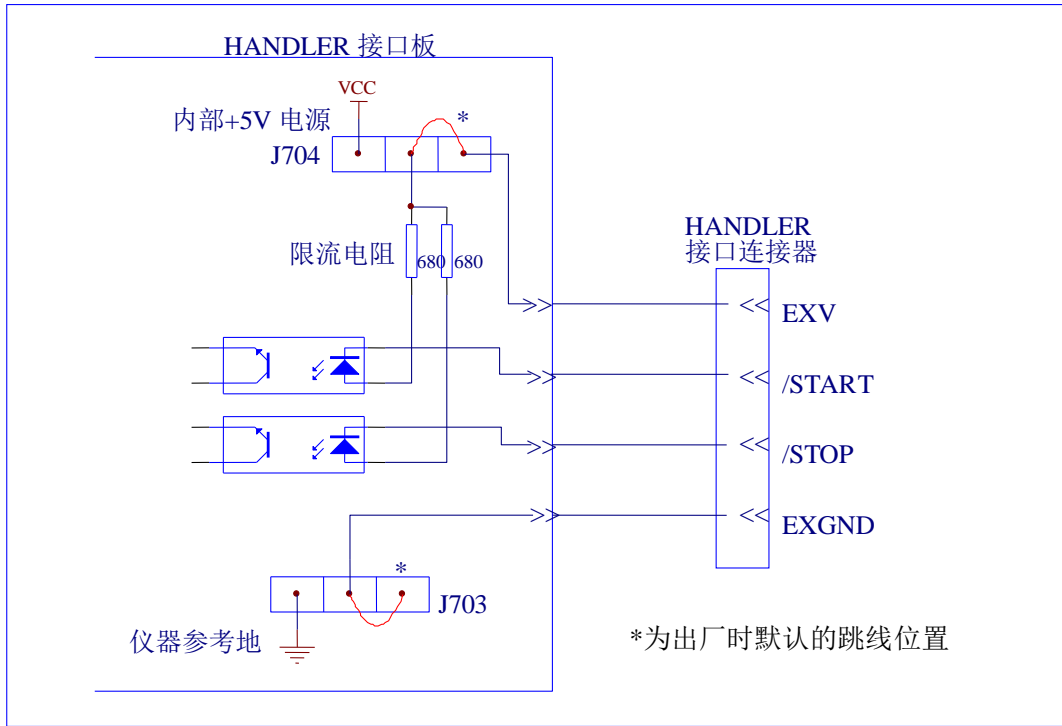 HANDLER 接口板
VCC
内部+5V 电源
*
J704
限流电阻
680
680
HANDLER
接口连接器
EXV
/START
/STOP
EXGND
*
J703
仪器参考地
*为出厂时默认的跳线位置